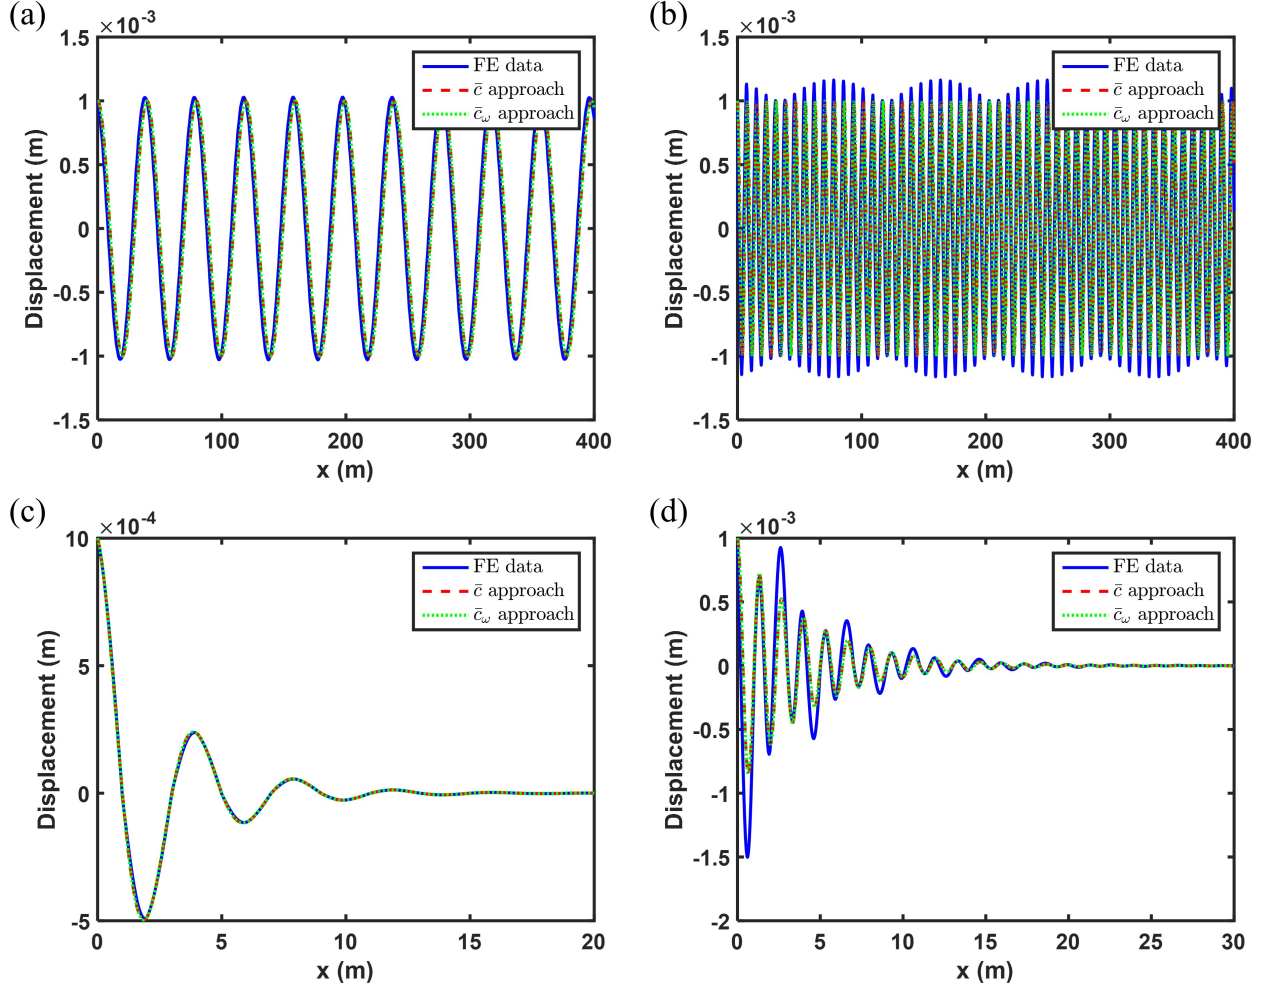 (a)
×10⁻³
1.5
1
0.5
0
-0.5
-1
-1.5
Displacement (m)
0 100 200 300 400
x (m)
FE data
c̄ approach
c̄_ω approach
(b)
×10⁻³
1.5
1
0.5
0
-0.5
-1
-1.5
Displacement (m)
0 100 200 300 400
x (m)
FE data
c̄ approach
c̄_ω approach
(c)
×10⁻⁴
10
5
0
-5
Displacement (m)
0 5 10 15 20
x (m)
FE data
c̄ approach
c̄_ω approach
(d)
×10⁻³
1
0.5
0
-0.5
-1
-1.5
-2
Displacement (m)
0 5 10 15 20 25 30
x (m)
FE data
c̄ approach
c̄_ω approach